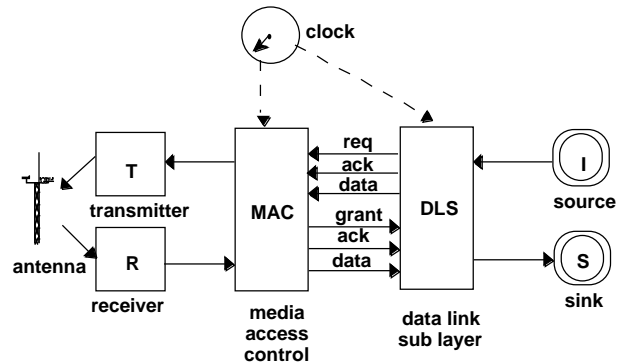 clock
req
ack
data
grant
ack
data
T
transmitter
R
receiver
antenna
MAC
media
access
control
DLS
data link
sub layer
I
source
S
sink